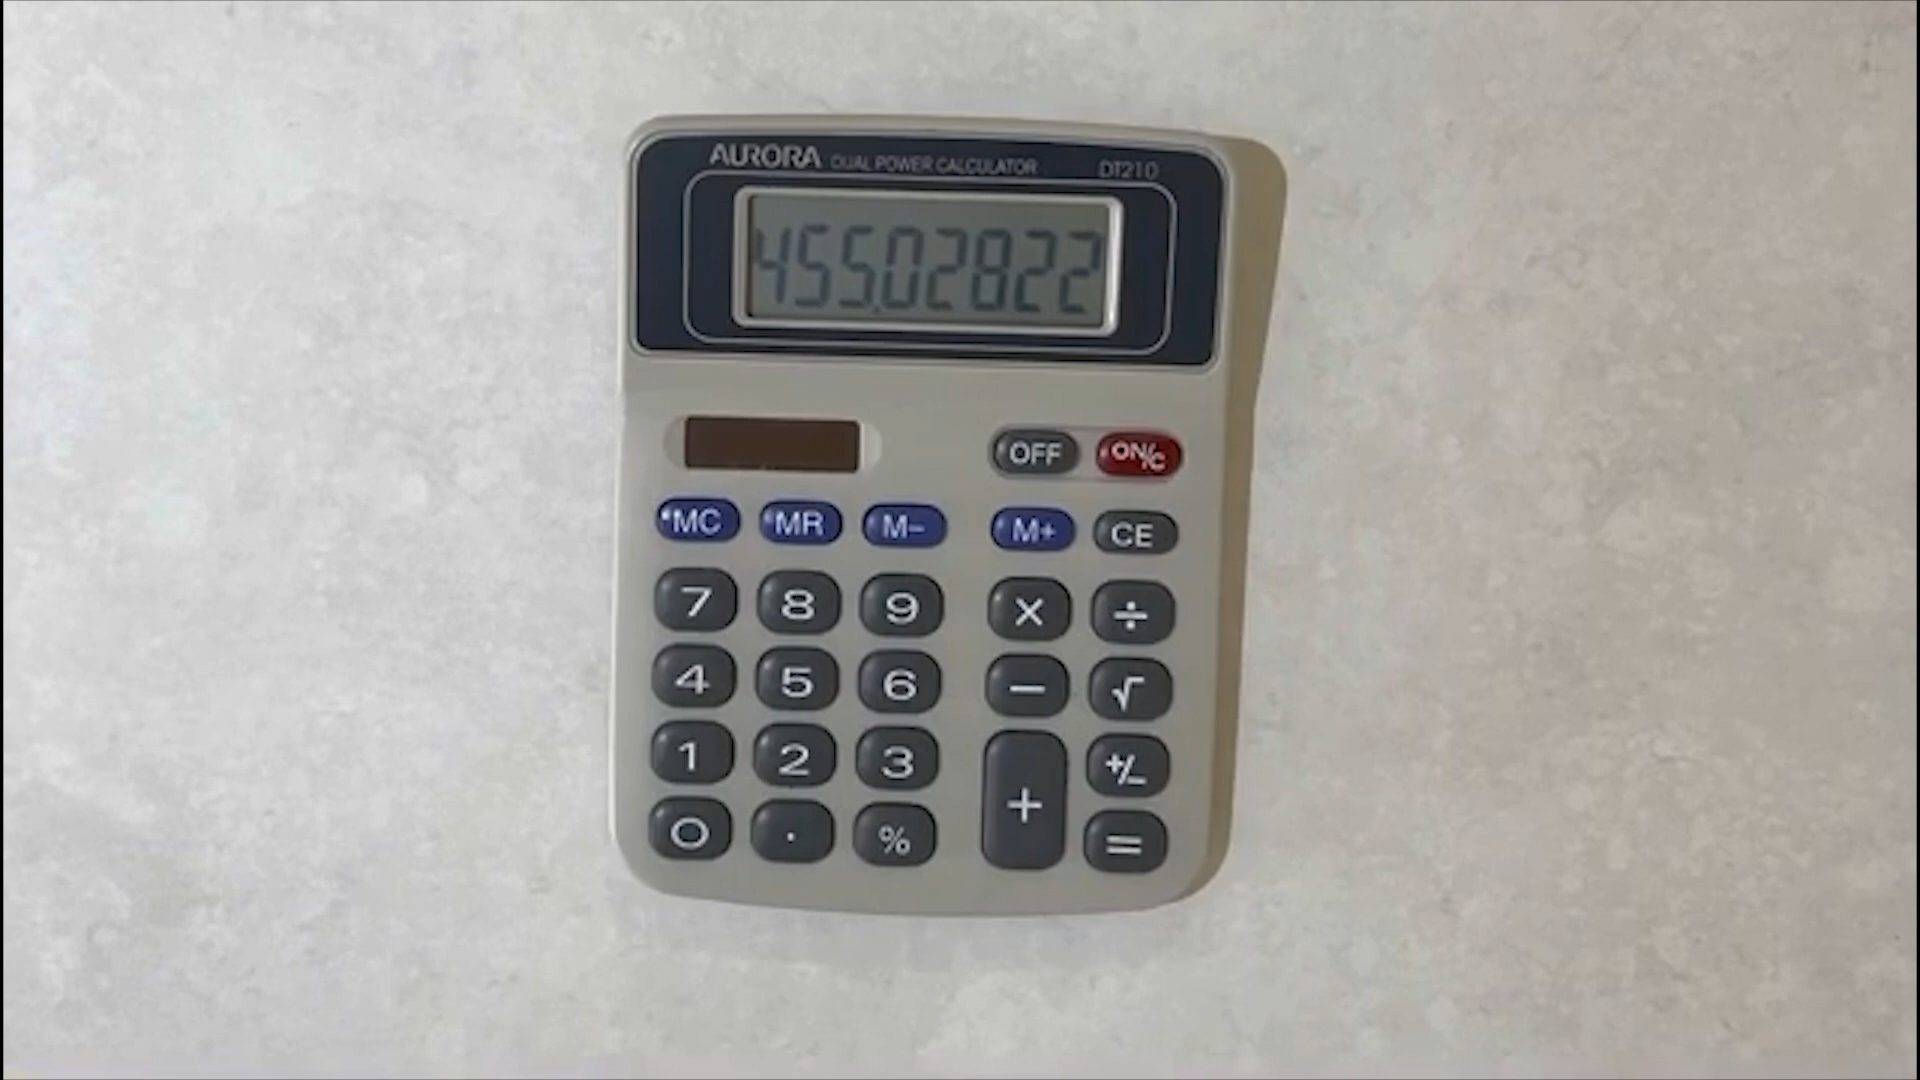 AURORA DUAL POWER CALCULATOR DT210
455.02822
OFF ON/C
MC MR M− M+ CE
7 8 9 × ÷
4 5 6 − √
1 2 3 + +/−
0 . % =